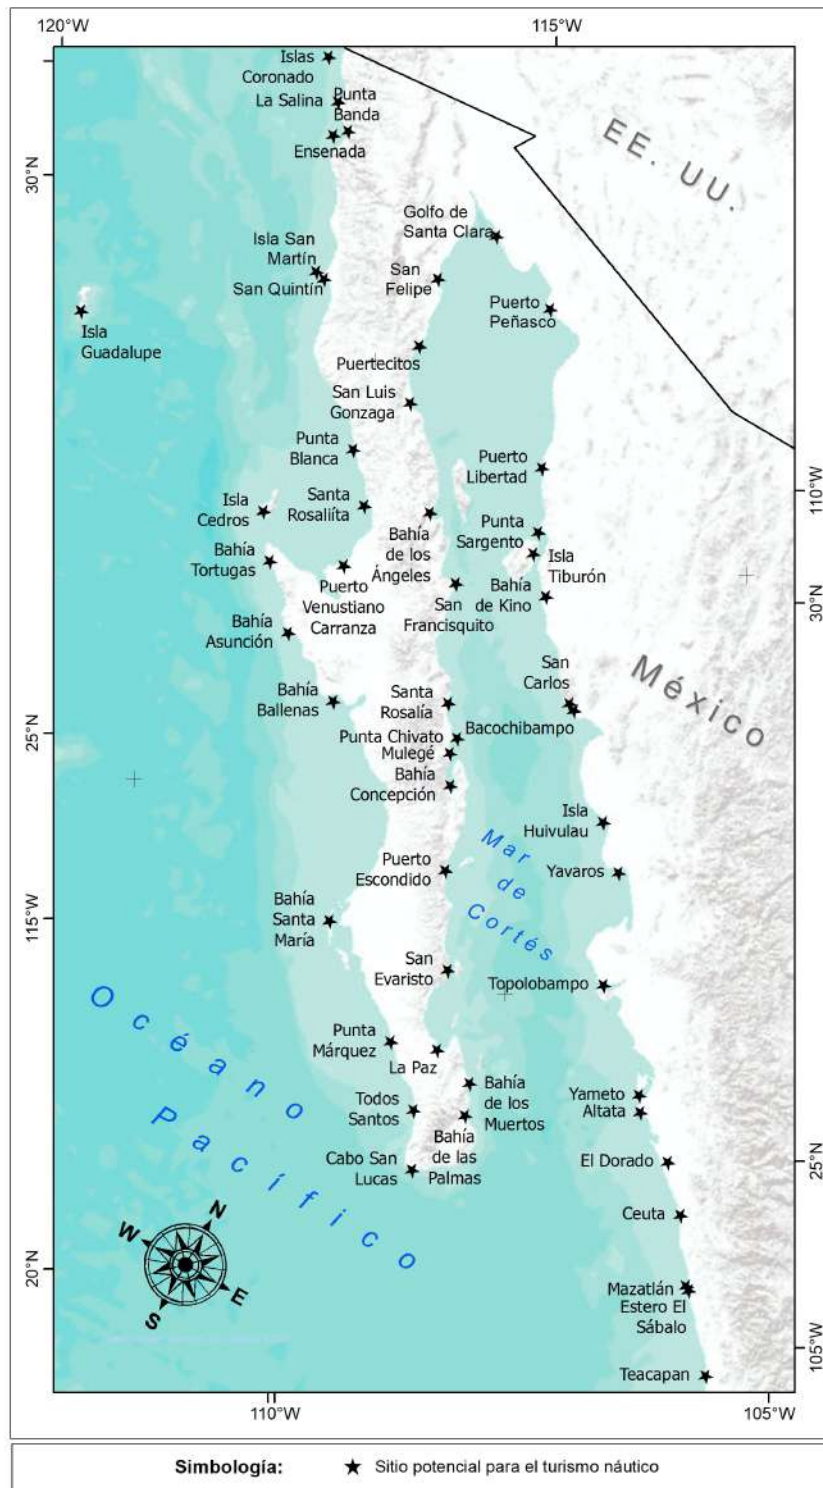 120°W
115°W
Islas
Coronado
La Salina
Punta
Banda
Ensenada
EE. UU.
30°N
Golfo de
Santa Clara
Isla San
Martín
San Quintín
San
Felipe
Puerto
Peñasco
Isla
Guadalupe
Puertecitos
San Luis
Gonzaga
Punta
Blanca
Puerto
Libertad
110°W
Isla
Cedros
Santa
Rosaliíta
Bahía
de los
Ángeles
Punta
Sargento
Isla
Tiburón
Bahía
Tortugas
Puerto
Venustiano
Carranza
San
Francisquito
Bahía
de Kino
30°N
Bahía
Asunción
San
Carlos
México
Bahía
Ballenas
Santa
Rosalía
Bacochibampo
25°N
Punta Chivato
Mulegé
Bahía
Concepción
Isla
Huivulau
Mar
de
Cortés
Puerto
Escondido
Yavaros
115°W
Bahía
Santa
María
San
Evaristo
Topolobampo
Océano
Pacífico
Punta
Márquez
La Paz
Bahía
de los
Muertos
Yameto
Altata
Todos
Santos
Bahía
de las
Palmas
Cabo San
Lucas
El Dorado
25°N
Ceuta
N
W
E
S
20°N
Mazatlán
Estero El
Sábalo
105°W
Teacapan
110°W
105°W
Simbología:
Sitio potencial para el turismo náutico